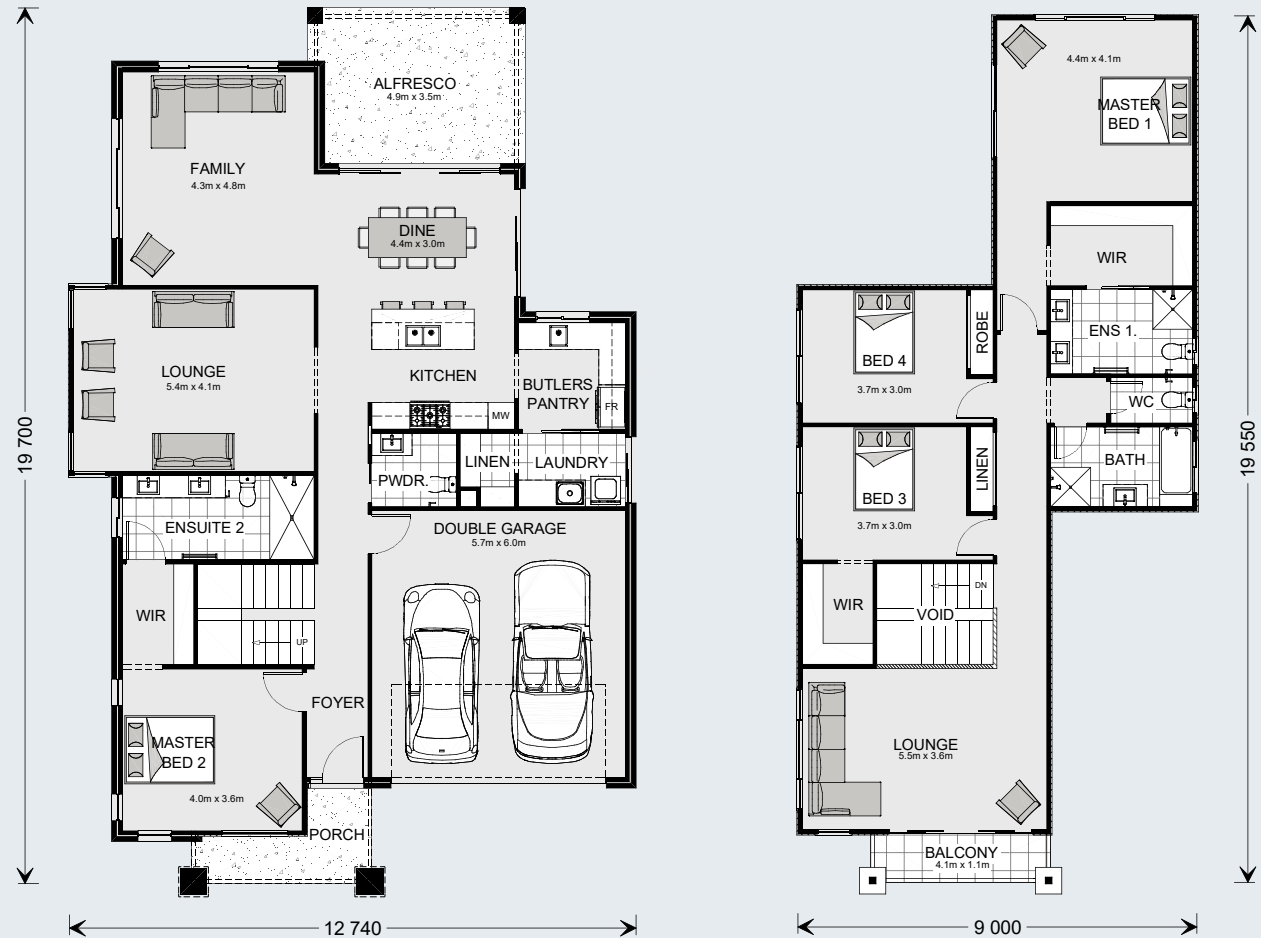 ALFRESCO
4.9m x 3.5m
FAMILY
4.3m x 4.8m
DINE
4.4m x 3.0m
LOUNGE
5.4m x 4.1m
KITCHEN
BUTLERS
PANTRY
FR
MW
PWDR.
LINEN
LAUNDRY
ENSUITE 2
DOUBLE GARAGE
5.7m x 6.0m
WIR
UP
FOYER
MASTER
BED 2
4.0m x 3.6m
PORCH
19 700
12 740
4.4m x 4.1m
MASTER
BED 1
WIR
ROBE
ENS 1.
BED 4
3.7m x 3.0m
WC
BED 3
3.7m x 3.0m
LINEN
BATH
WIR
DN
VOID
LOUNGE
5.5m x 3.6m
BALCONY
4.1m x 1.1m
19 550
9 000